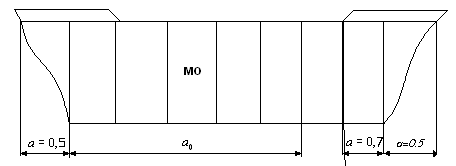 МО
a = 0,5
a₀
a = 0,7
a=0.5